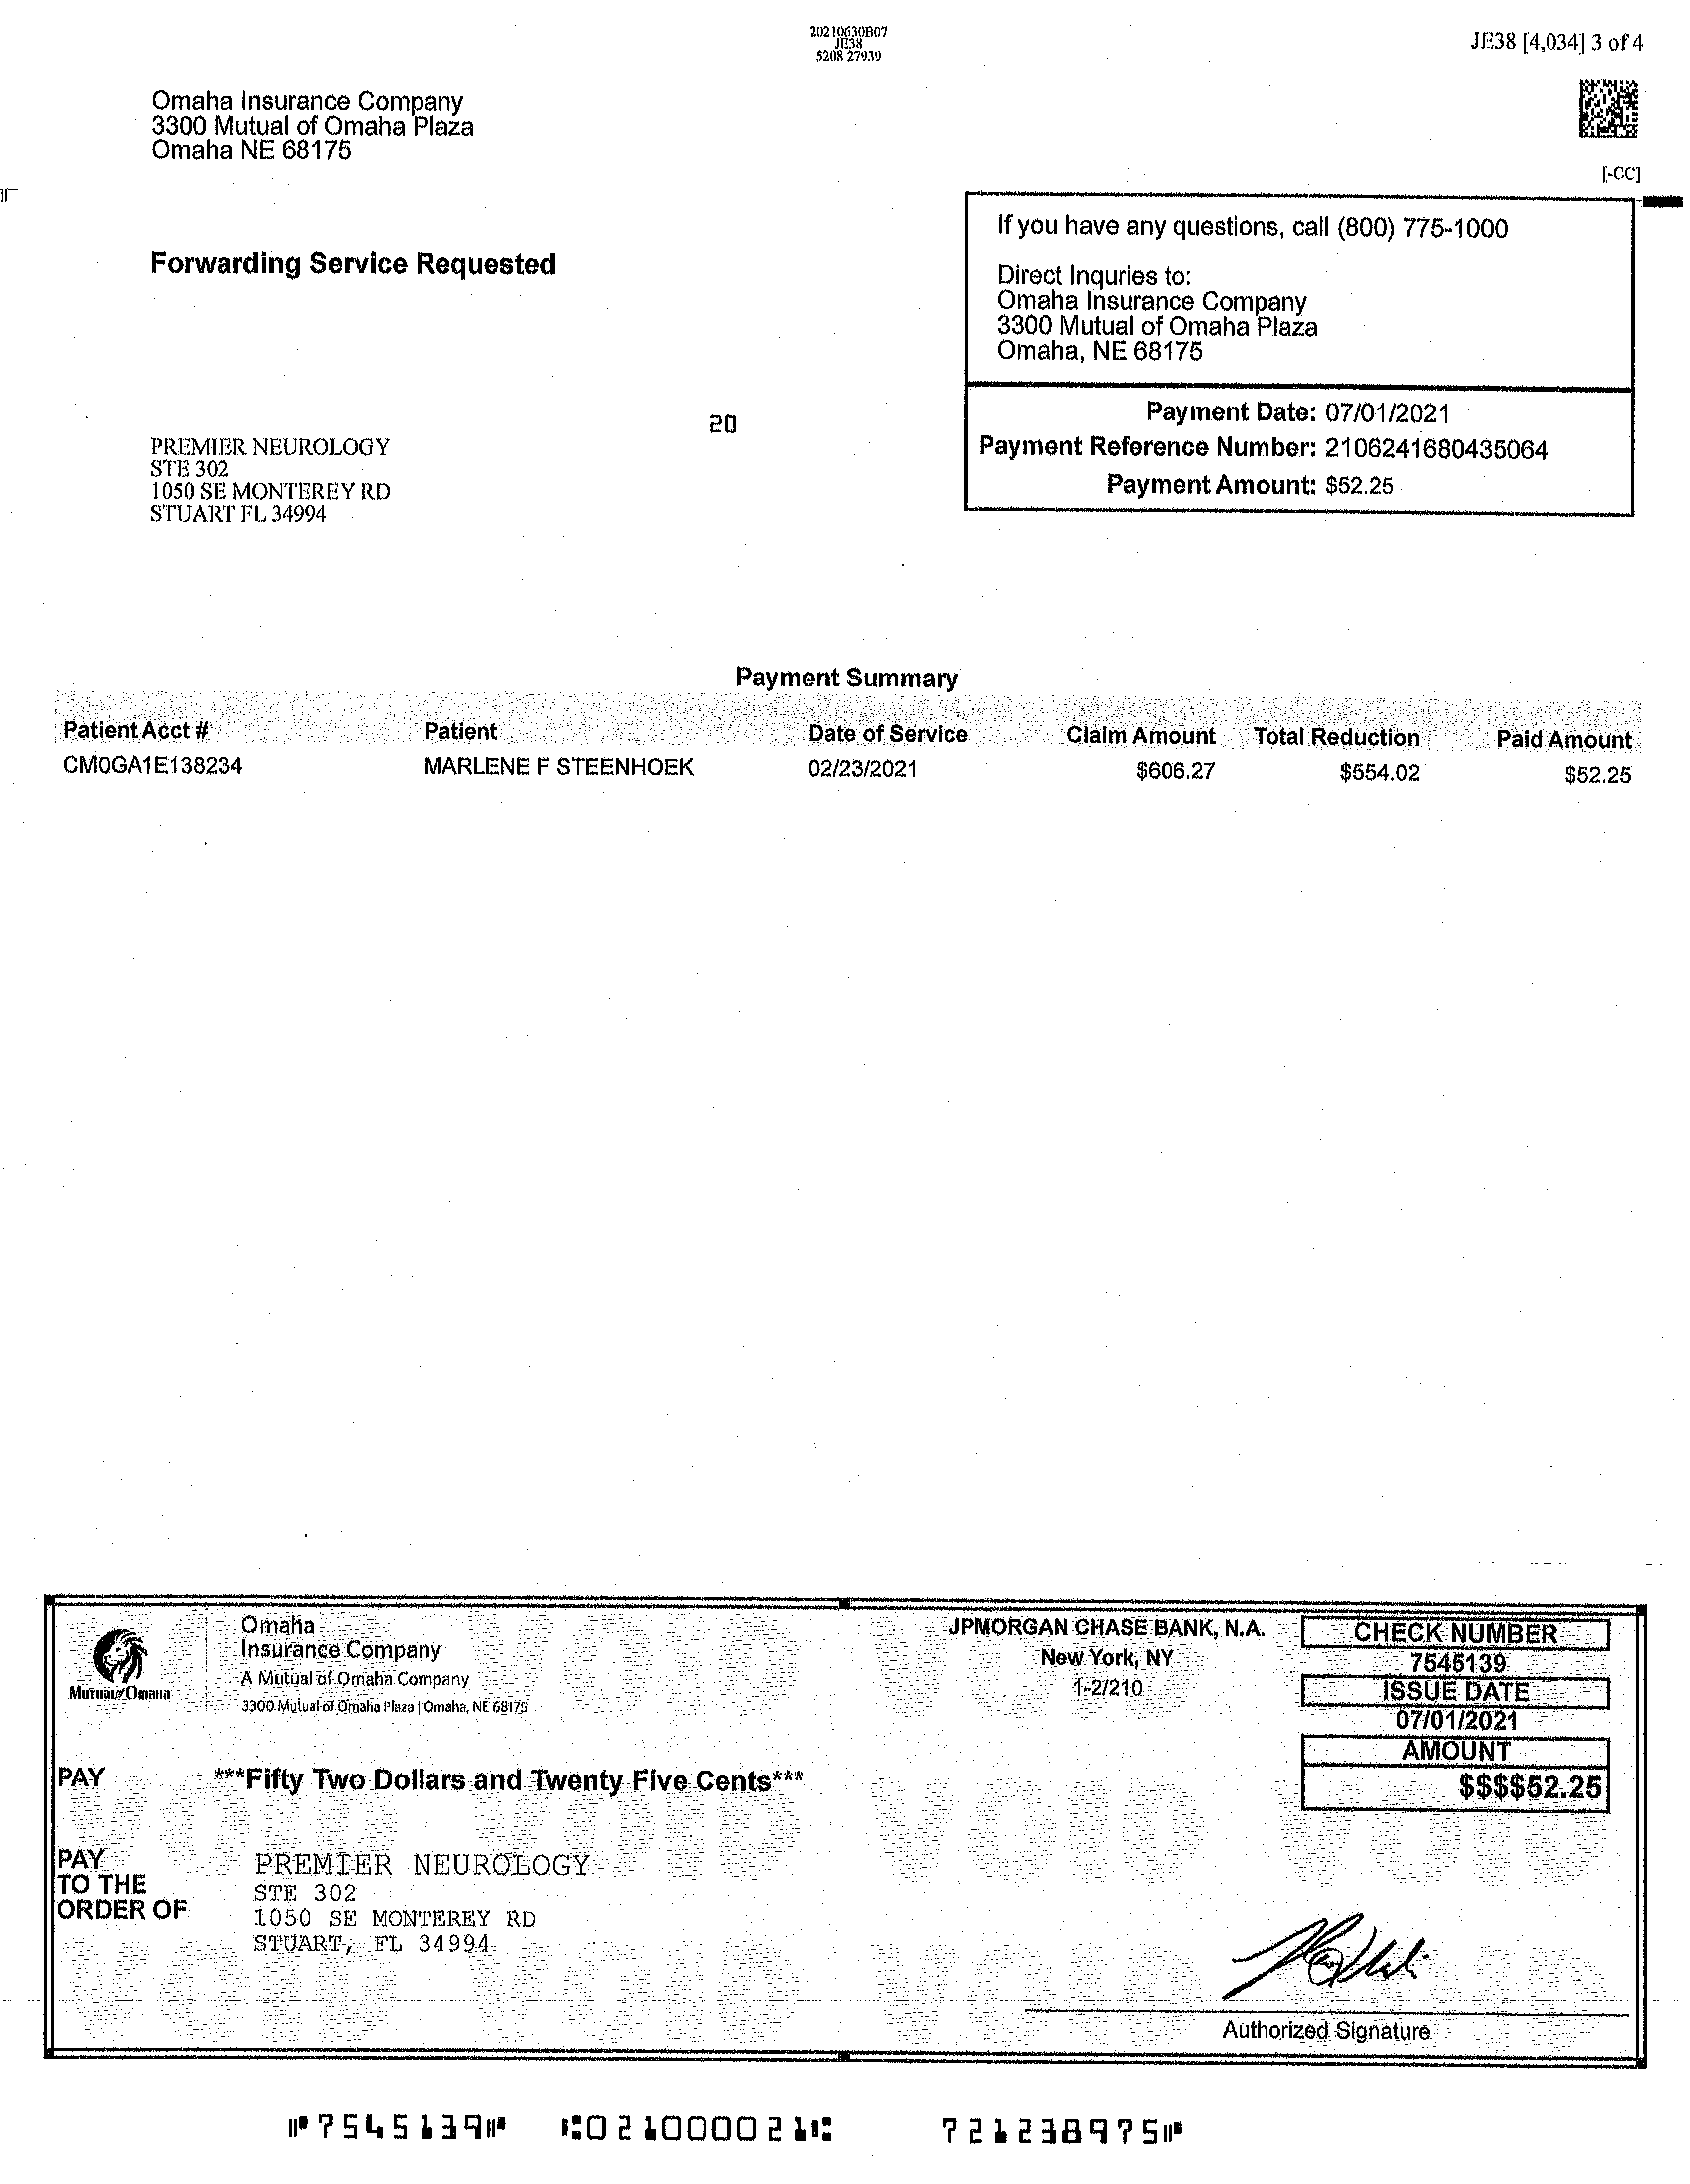 20210630B07
JE38
5208 27939
JE38 [4,034] 3 of 4
Omaha Insurance Company
3300 Mutual of Omaha Plaza
Omaha NE 68175
[-CC]
If you have any questions, call (800) 775-1000
Forwarding Service Requested
Direct Inquries to:
Omaha Insurance Company
3300 Mutual of Omaha Plaza
Omaha, NE 68175
20
Payment Date: 07/01/2021
Payment Reference Number: 2106241680435064
Payment Amount: $52.25
PREMIER NEUROLOGY
STE 302
1050 SE MONTEREY RD
STUART FL 34994
Payment Summary
Patient Acct # Patient Date of Service Claim Amount Total Reduction Paid Amount
CM0GA1E138234 MARLENE F STEENHOEK 02/23/2021 $606.27 $554.02 $52.25
Mutual of Omaha
Omaha
Insurance Company
A Mutual of Omaha Company
3300 Mutual of Omaha Plaza | Omaha, NE 68175
JPMORGAN CHASE BANK, N.A.
New York, NY
1-2/210
CHECK NUMBER
7545139
ISSUE DATE
07/01/2021
AMOUNT
$$$$52.25
PAY ***Fifty Two Dollars and Twenty Five Cents***
VOID VOID VOID VOID
PAY
TO THE
ORDER OF
PREMIER NEUROLOGY
STE 302
1050 SE MONTEREY RD
STUART, FL 34994
VOID VOID VOID VOID
Authorized Signature
⑈7545139⑈ ⑆021000021⑆ 721238975⑈